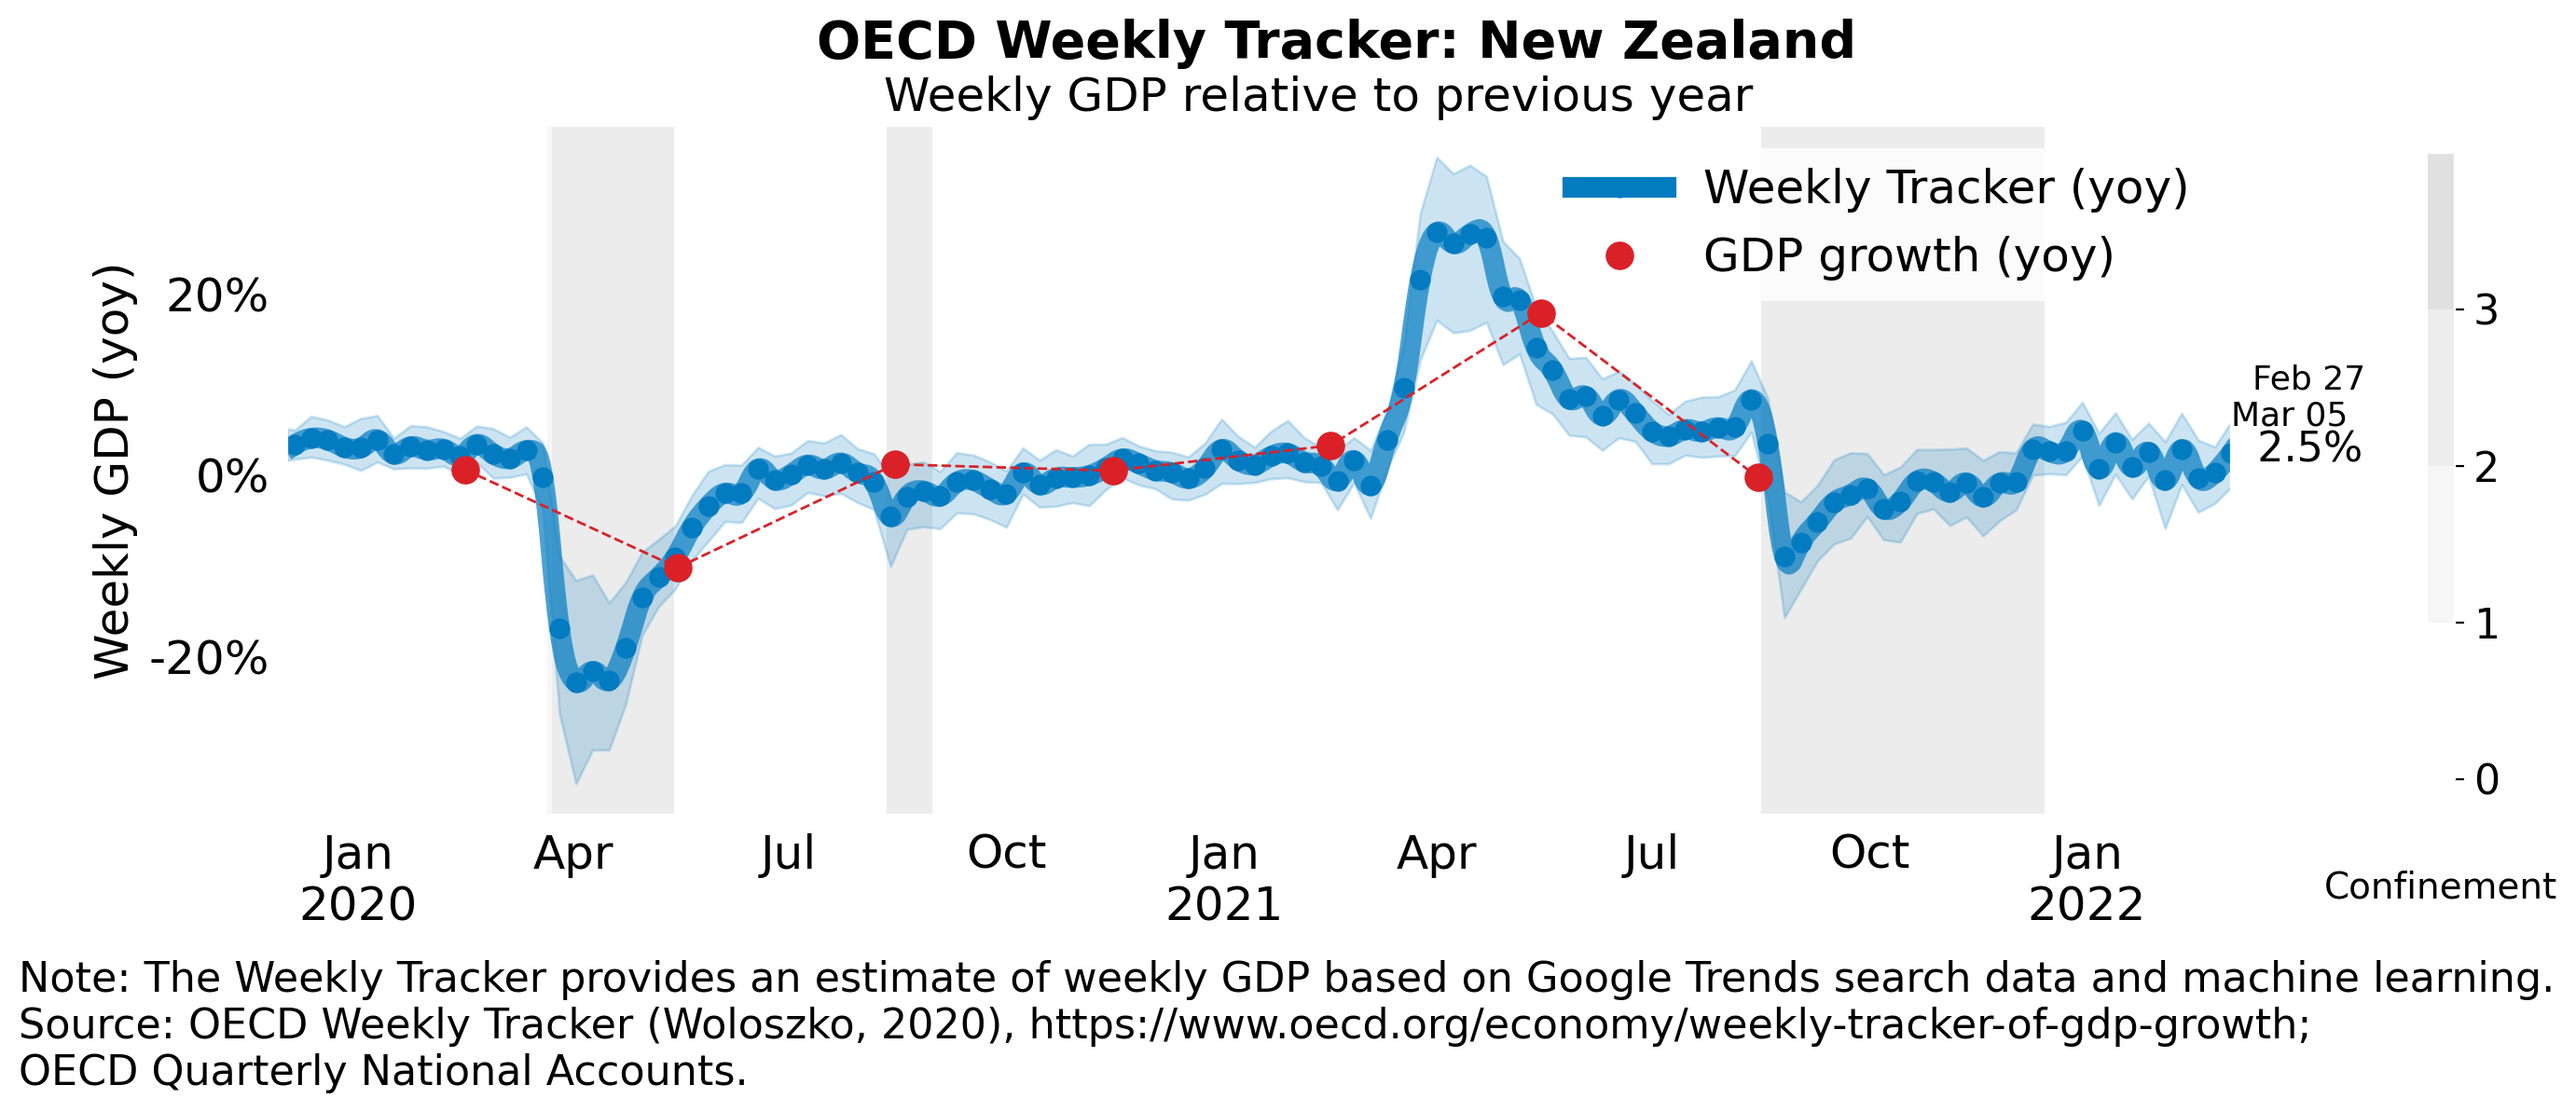 OECD Weekly Tracker: New Zealand
Weekly GDP relative to previous year
Weekly Tracker (yoy)
GDP growth (yoy)
Weekly GDP (yoy)
20%
0%
-20%
Feb 27
Mar 05
2.5%
3
2
1
0
Jan Apr Jul Oct Jan Apr Jul Oct Jan
2020 2021 2022
Confinement
Note: The Weekly Tracker provides an estimate of weekly GDP based on Google Trends search data and machine learning.
Source: OECD Weekly Tracker (Woloszko, 2020), https://www.oecd.org/economy/weekly-tracker-of-gdp-growth;
OECD Quarterly National Accounts.